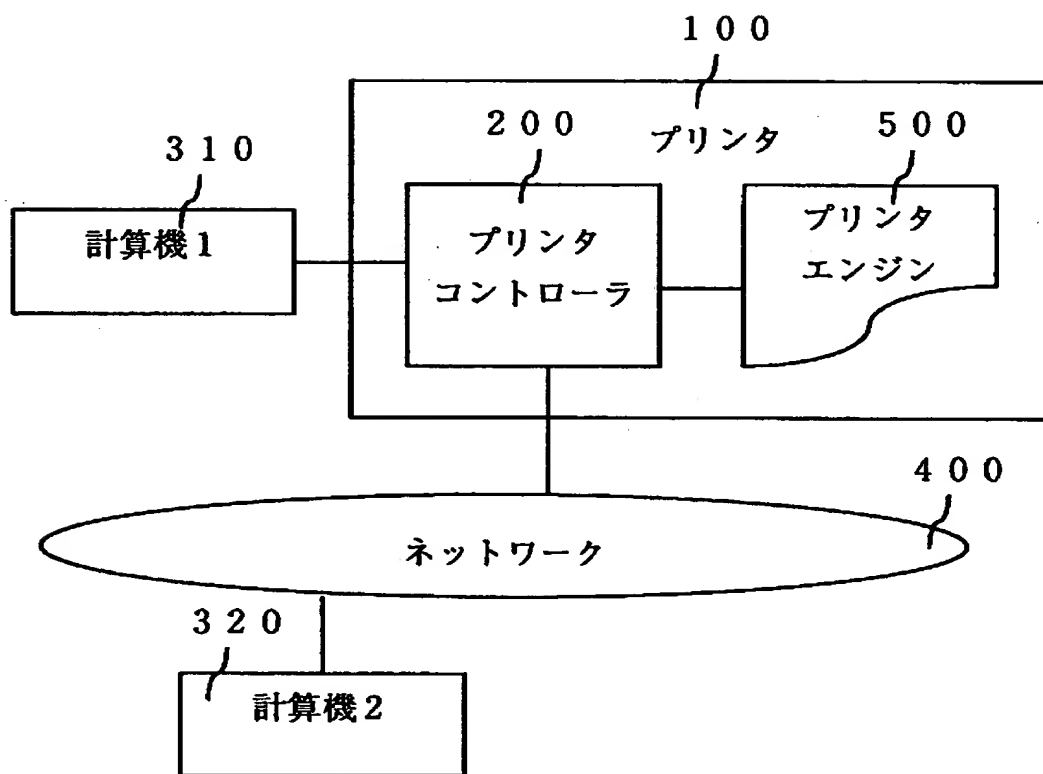 １００
プリンタ
２００
５００
３１０
計算機１
プリンタ
コントローラ
プリンタ
エンジン
４００
ネットワーク
３２０
計算機２